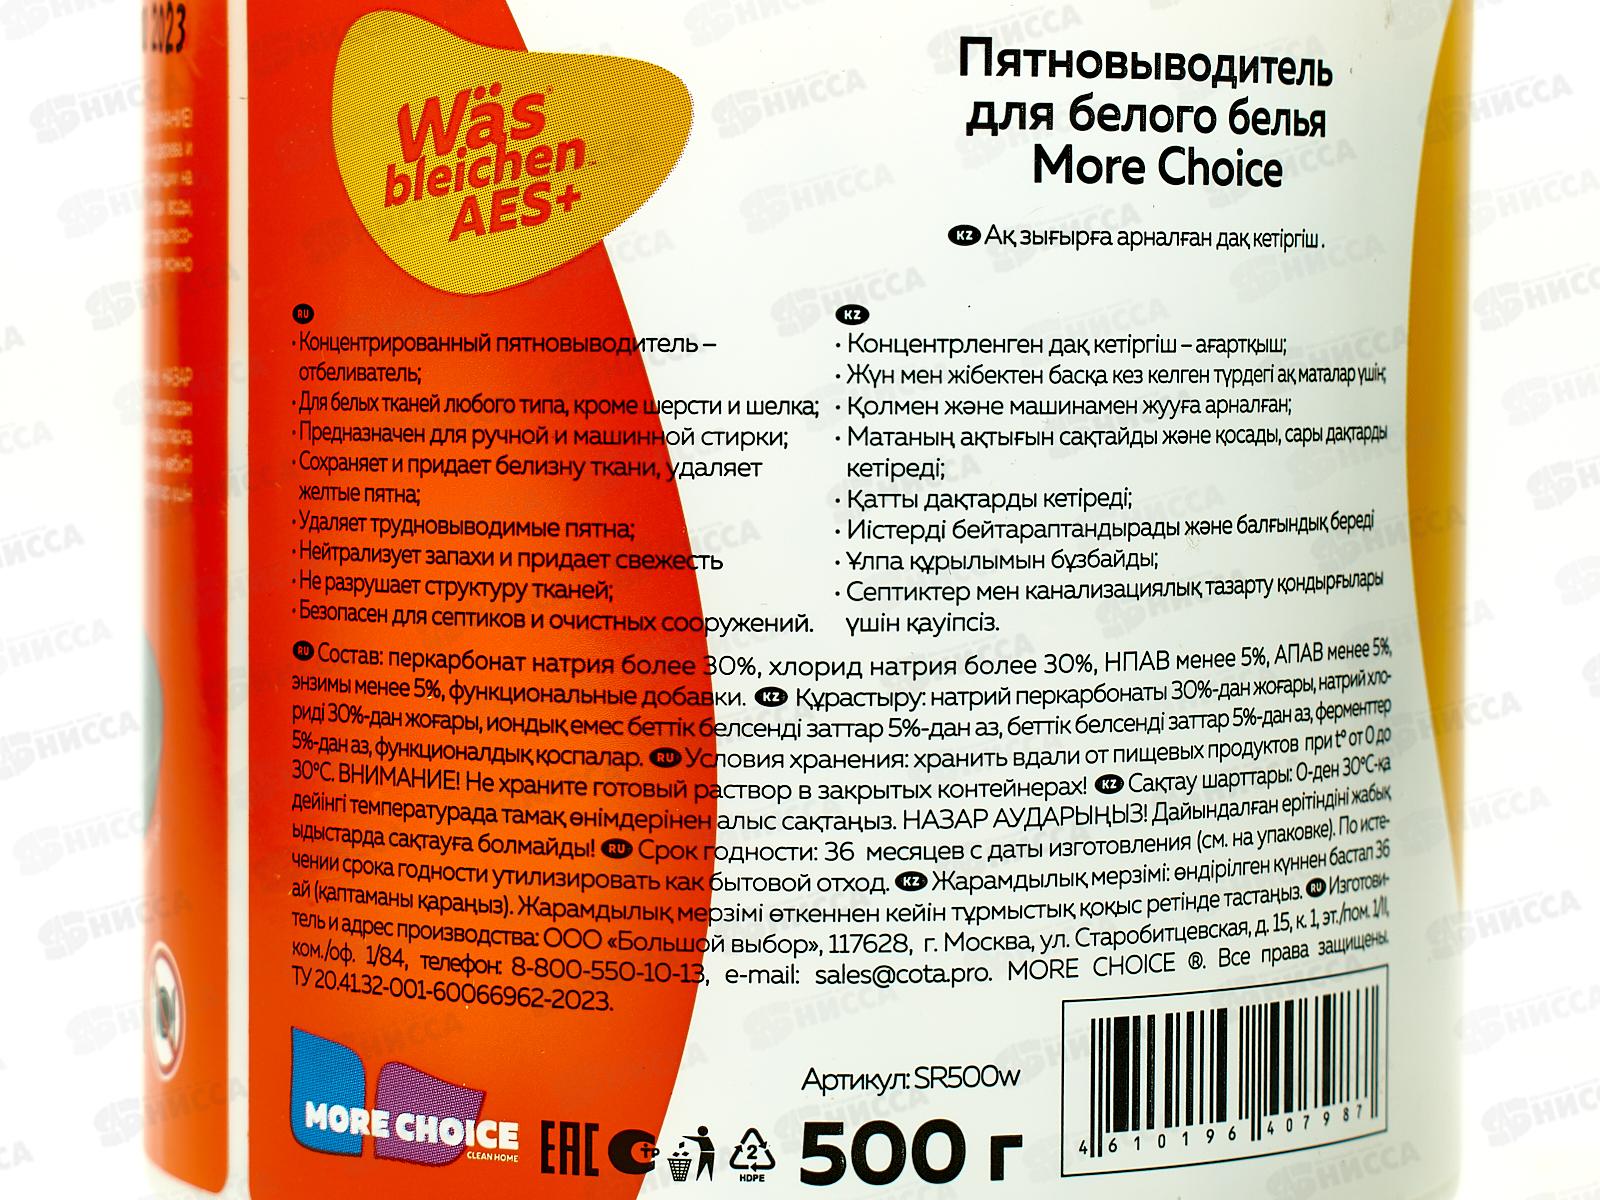 2023
Wäs
bleichen
AES+
Пятновыводитель
для белого белья
More Choice
KZ Ақ зығырға арналған дақ кетіргіш.
RU
• Концентрированный пятновыводитель –
отбеливатель;
• Для белых тканей любого типа, кроме шерсти и шелка;
• Предназначен для ручной и машинной стирки;
• Сохраняет и придает белизну ткани, удаляет
желтые пятна;
• Удаляет трудновыводимые пятна;
• Нейтрализует запахи и придает свежесть
• Не разрушает структуру тканей;
• Безопасен для септиков и очистных сооружений.
KZ
• Концентрленген дақ кетіргіш – ағартқыш;
• Жүн мен жібектен басқа кез келген түрдегі ақ маталар үшін;
• Қолмен және машинамен жууға арналған;
• Матаның ақтығын сақтайды және қосады, сары дақтарды
кетіреді;
• Қатты дақтарды кетіреді;
• Иістерді бейтараптандырады және балғындық береді
• Ұлпа құрылымын бұзбайды;
• Септиктер мен канализациялық тазарту қондырғылары
үшін қауіпсіз.
RU Состав: перкарбонат натрия более 30%, хлорид натрия более 30%, НПАВ менее 5%, АПАВ менее 5%,
энзимы менее 5%, функциональные добавки. KZ Құрастыру: натрий перкарбонаты 30%-дан жоғары, натрий хло-
риді 30%-дан жоғары, иондық емес беттік белсенді заттар 5%-дан аз, беттік белсенді заттар 5%-дан аз, ферменттер
5%-дан аз, функционалдық қоспалар. RU Условия хранения: хранить вдали от пищевых продуктов при t° от 0 до
30°С. ВНИМАНИЕ! Не храните готовый раствор в закрытых контейнерах! KZ Сақтау шарттары: 0-ден 30°С-қа
дейінгі температурада тамақ өнімдерінен алыс сақтаңыз. НАЗАР АУДАРЫҢЫЗ! Дайындалған ерітіндіні жабық
ыдыстарда сақтауға болмайды! RU Срок годности: 36 месяцев с даты изготовления (см. на упаковке). По исте-
чении срока годности утилизировать как бытовой отход. KZ Жарамдылық мерзімі: өндірілген күннен бастап 36
ай (қаптаманы қараңыз). Жарамдылық мерзімі өткеннен кейін тұрмыстық қоқыс ретінде тастаңыз. RU Изготови-
тель и адрес производства: ООО «Большой выбор», 117628, г. Москва, ул. Старобитцевская, д. 15, к. 1, эт./пом. 1/II,
ком./оф. 1/84, телефон: 8-800-550-10-13, e-mail: sales@cota.pro. MORE CHOICE ®. Все права защищены.
ТУ 20.41.32-001-60066962-2023.
MORE CHOICE
CLEAN HOME
EAC
2
HDPE
Артикул: SR500w
500 г
4 610196 407987
НИССА